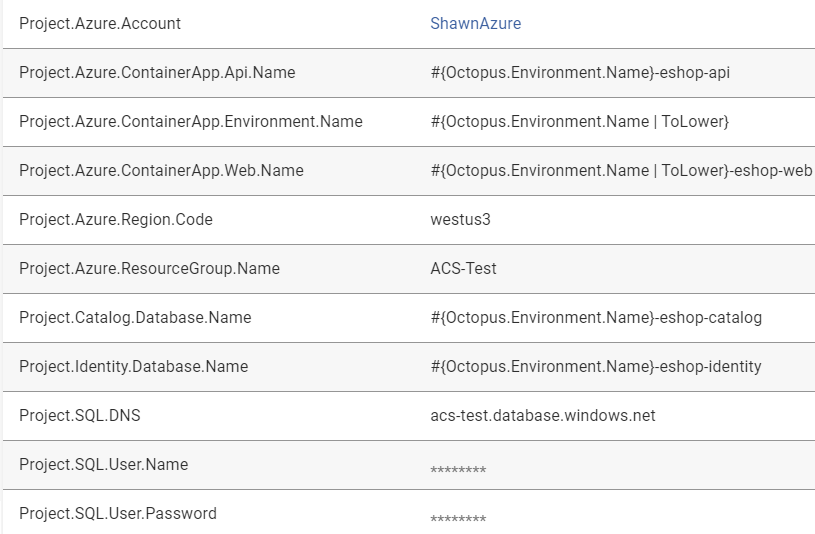 Project.Azure.Account ShawnAzure
Project.Azure.ContainerApp.Api.Name #{Octopus.Environment.Name}-eshop-api
Project.Azure.ContainerApp.Environment.Name #{Octopus.Environment.Name | ToLower}
Project.Azure.ContainerApp.Web.Name #{Octopus.Environment.Name | ToLower}-eshop-web
Project.Azure.Region.Code westus3
Project.Azure.ResourceGroup.Name ACS-Test
Project.Catalog.Database.Name #{Octopus.Environment.Name}-eshop-catalog
Project.Identity.Database.Name #{Octopus.Environment.Name}-eshop-identity
Project.SQL.DNS acs-test.database.windows.net
Project.SQL.User.Name ********
Project.SQL.User.Password ********